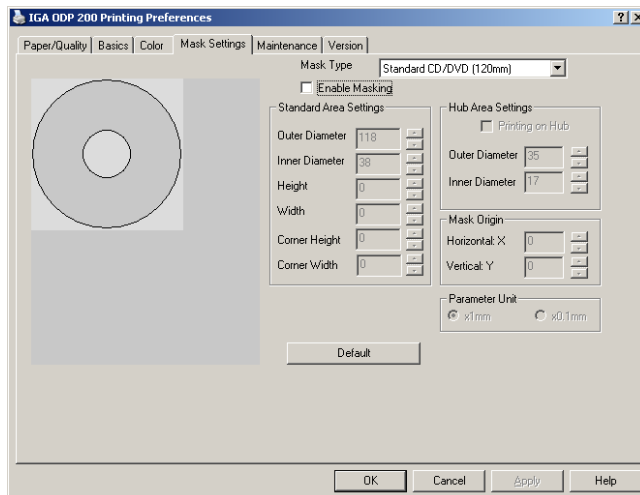 IGA ODP 200 Printing Preferences
Paper/Quality Basics Color Mask Settings Maintenance Version
Mask Type Standard CD/DVD (120mm)
Enable Masking
Standard Area Settings
Outer Diameter 118
Inner Diameter 38
Height 0
Width 0
Corner Height 0
Corner Width 0
Hub Area Settings
Printing on Hub
Outer Diameter 35
Inner Diameter 17
Mask Origin
Horizontal: X 0
Vertical: Y 0
Parameter Unit
x1mm x0.1mm
Default
OK Cancel Apply Help